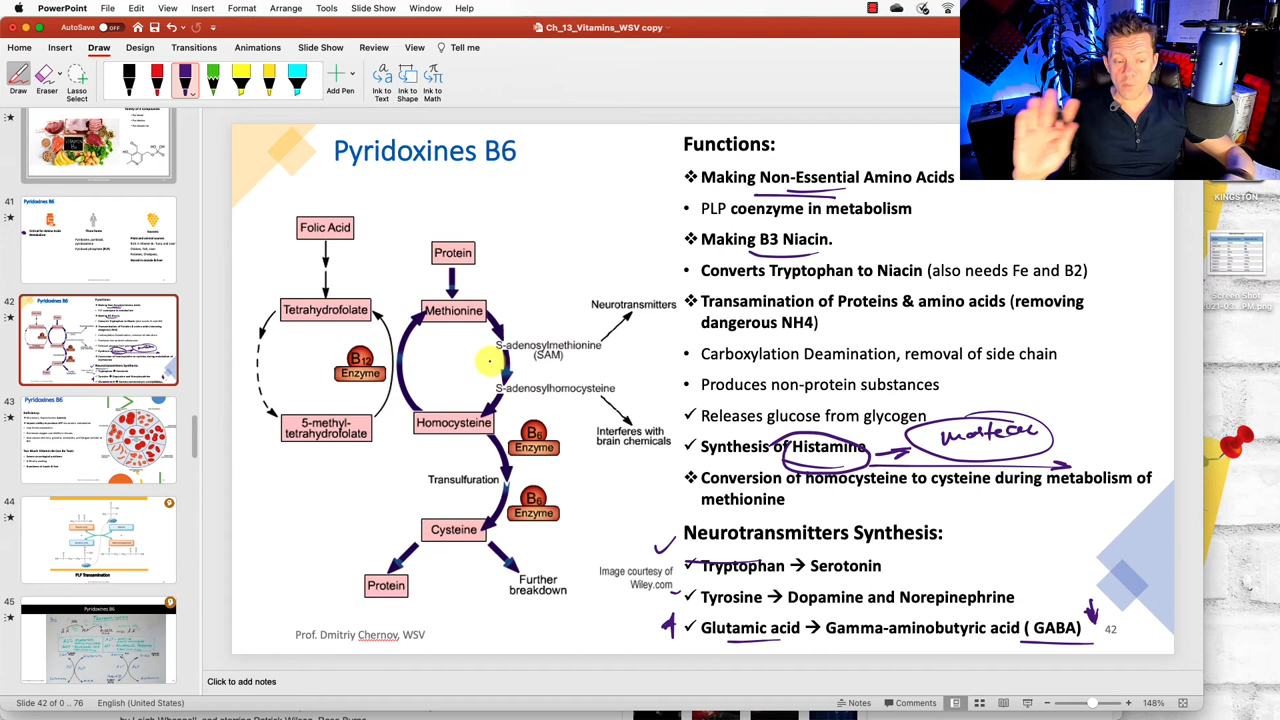 PowerPoint File Edit View Insert Format Arrange Tools Slide Show Window Help
AutoSave OFF
Ch_13_Vitamins_WSV copy
Home Insert Draw Design Transitions Animations Slide Show Review View Tell me
Draw
Eraser
Lasso
Select
Add Pen
Ink to
Text
Ink to
Shape
Ink to
Math
41
42
43
44
45
Pyridoxines B6
Folic Acid
Protein
Tetrahydrofolate
Methionine
Neurotransmitters
S-adenosylmethionine
(SAM)
B12
Enzyme
S-adenosylhomocysteine
5-methyl-
tetrahydrofolate
Homocysteine
B6
Enzyme
Interferes with
brain chemicals
Transulfuration
B6
Enzyme
Cysteine
Protein
Further
breakdown
Image courtesy of
Wiley.com
Prof. Dmitriy Chernov, WSV
Functions:
❖ Making Non-Essential Amino Acids
• PLP coenzyme in metabolism
❖ Making B3 Niacin.
• Converts Tryptophan to Niacin (also needs Fe and B2)
❖ Transamination of Proteins & amino acids (removing
dangerous NH4)
• Carboxylation Deamination, removal of side chain
• Produces non-protein substances
✓ Release glucose from glycogen
✓ Synthesis of Histamine
❖ Conversion of homocysteine to cysteine during metabolism of
methionine
Neurotransmitters Synthesis:
✓ Tryptophan → Serotonin
✓ Tyrosine → Dopamine and Norepinephrine
✓ Glutamic acid → Gamma-aminobutyric acid ( GABA)
42
KINGSTON
Screen Shot
Click to add notes
Slide 42 of 0 .. 76 English (United States)
Notes Comments 148%